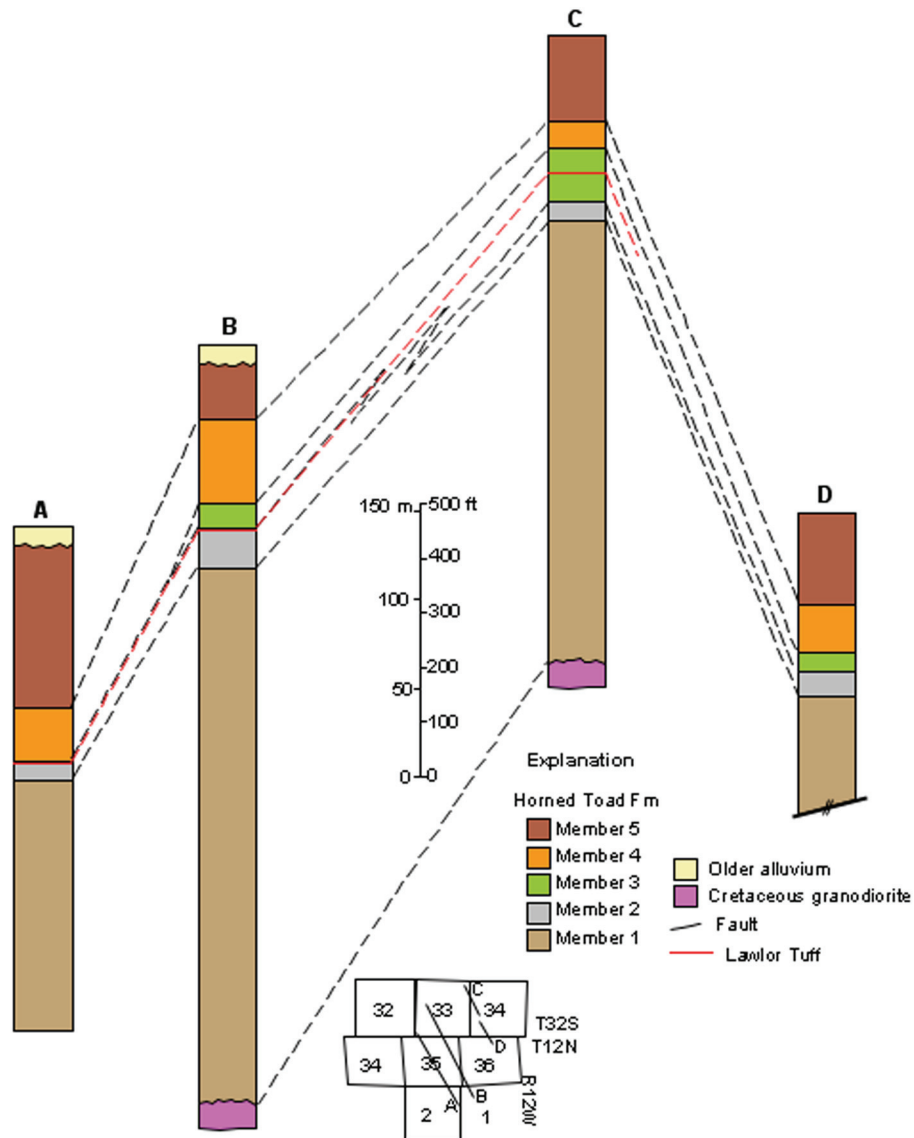 C
B
A
D
150 m 500 ft
400
100 300
200
50
100
0 0
Explanation
Horned Toad Fm
Member 5
Member 4
Member 3
Member 2
Member 1
Older alluvium
Cretaceous granodiorite
Fault
Lawlor Tuff
C
32 33 34
T32S
T12N
D
34 35 36
R12W
A B
2 1